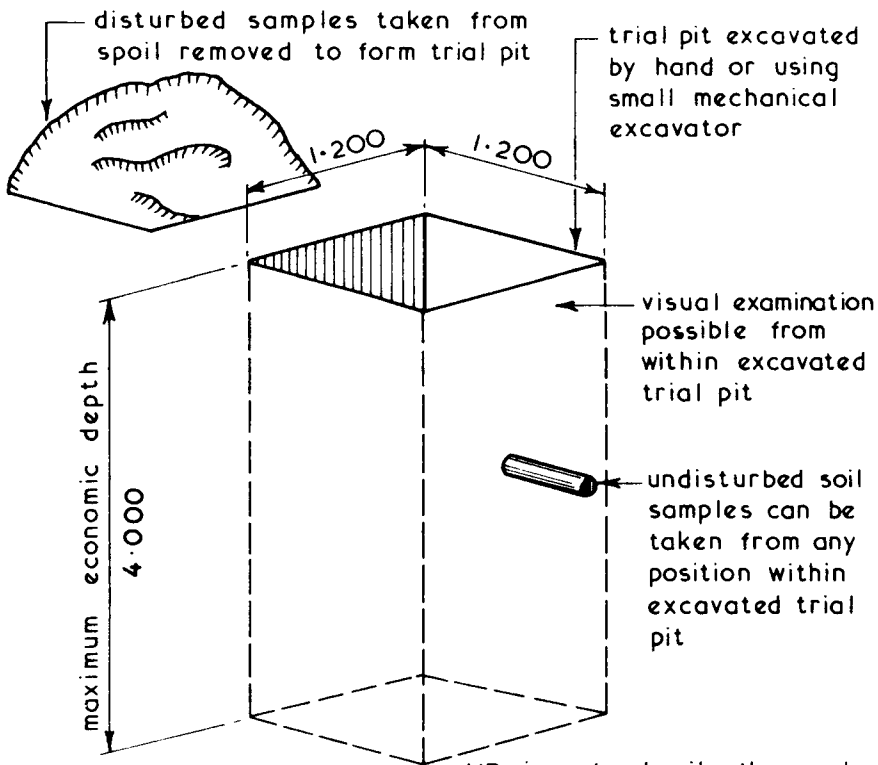 disturbed samples taken from
spoil removed to form trial pit
trial pit excavated
by hand or using
small mechanical
excavator
1·200
1·200
visual examination
possible from
within excavated
trial pit
undisturbed soil
samples can be
taken from any
position within
excavated trial
pit
maximum economic depth
4·000